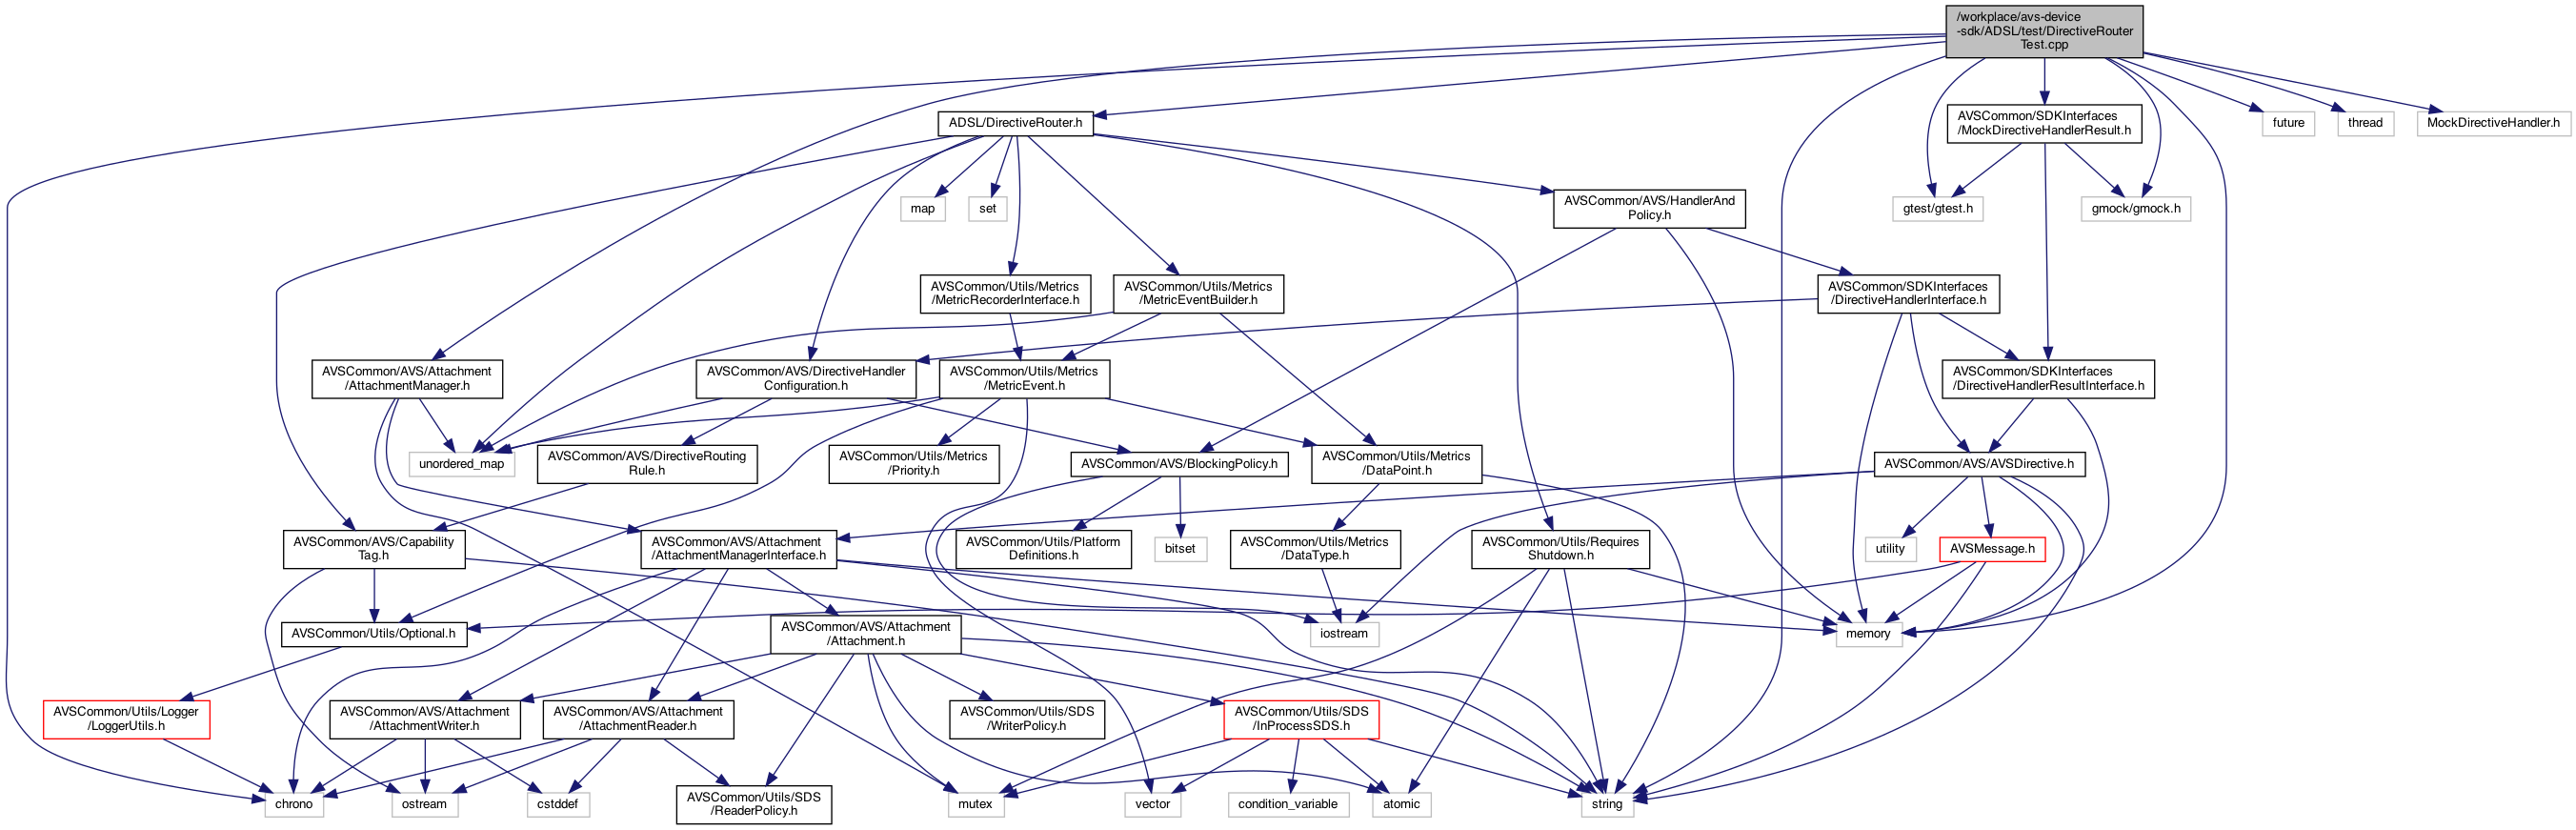 /workplace/avs-device
-sdk/ADSL/test/DirectiveRouter
Test.cpp
ADSL/DirectiveRouter.h
AVSCommon/SDKInterfaces
/MockDirectiveHandlerResult.h
future
thread
MockDirectiveHandler.h
map
set
AVSCommon/AVS/HandlerAnd
Policy.h
gtest/gtest.h
gmock/gmock.h
AVSCommon/Utils/Metrics
/MetricRecorderInterface.h
AVSCommon/Utils/Metrics
/MetricEventBuilder.h
AVSCommon/SDKInterfaces
/DirectiveHandlerInterface.h
AVSCommon/AVS/Attachment
/AttachmentManager.h
AVSCommon/AVS/DirectiveHandler
Configuration.h
AVSCommon/Utils/Metrics
/MetricEvent.h
AVSCommon/SDKInterfaces
/DirectiveHandlerResultInterface.h
unordered_map
AVSCommon/AVS/DirectiveRouting
Rule.h
AVSCommon/Utils/Metrics
/Priority.h
AVSCommon/AVS/BlockingPolicy.h
AVSCommon/Utils/Metrics
/DataPoint.h
AVSCommon/AVS/AVSDirective.h
AVSCommon/AVS/Capability
Tag.h
AVSCommon/AVS/Attachment
/AttachmentManagerInterface.h
AVSCommon/Utils/Platform
Definitions.h
bitset
AVSCommon/Utils/Metrics
/DataType.h
AVSCommon/Utils/Requires
Shutdown.h
utility
AVSMessage.h
AVSCommon/Utils/Optional.h
AVSCommon/AVS/Attachment
/Attachment.h
iostream
memory
AVSCommon/Utils/Logger
/LoggerUtils.h
AVSCommon/AVS/Attachment
/AttachmentWriter.h
AVSCommon/AVS/Attachment
/AttachmentReader.h
AVSCommon/Utils/SDS
/WriterPolicy.h
AVSCommon/Utils/SDS
/InProcessSDS.h
chrono
ostream
cstddef
AVSCommon/Utils/SDS
/ReaderPolicy.h
mutex
vector
condition_variable
atomic
string